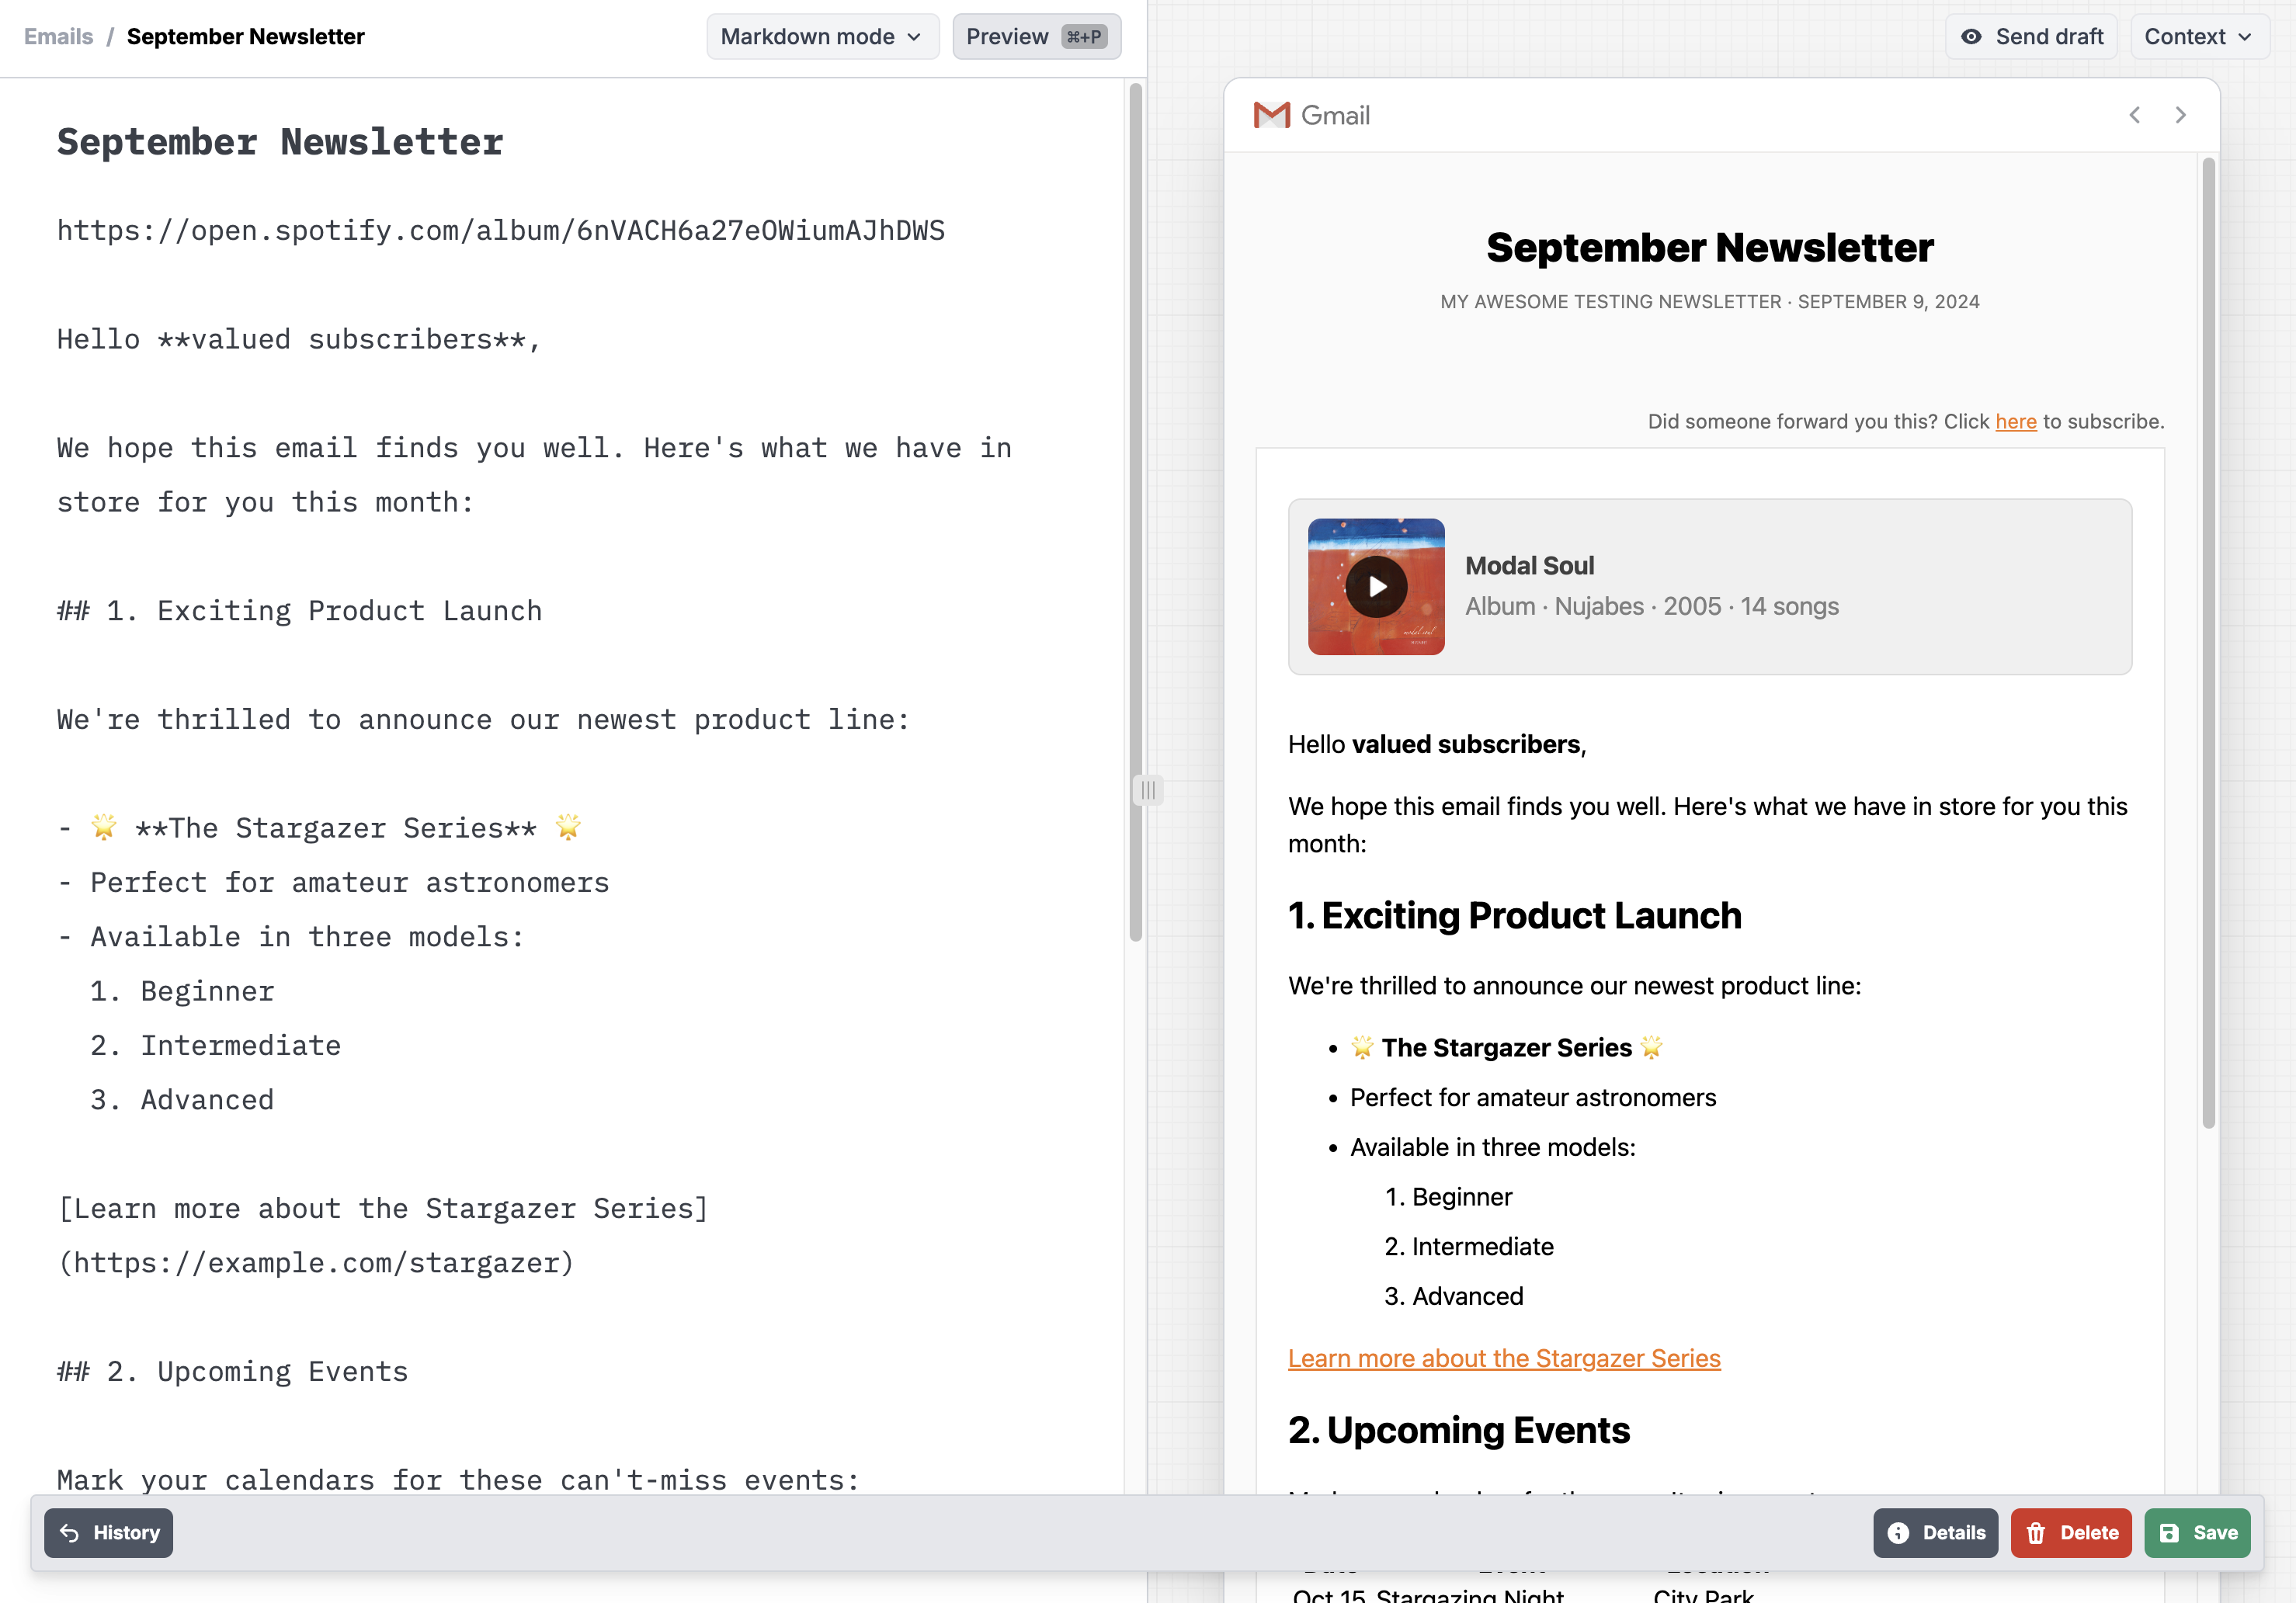 Emails / September Newsletter
Markdown mode
Preview ⌘+P
Send draft
Context
September Newsletter
https://open.spotify.com/album/6nVACH6a27eOWiumAJhDWS
Hello **valued subscribers**,
We hope this email finds you well. Here's what we have in
store for you this month:
## 1. Exciting Product Launch
We're thrilled to announce our newest product line:
- 🌟 **The Stargazer Series** 🌟
- Perfect for amateur astronomers
- Available in three models:
1. Beginner
2. Intermediate
3. Advanced
[Learn more about the Stargazer Series]
(https://example.com/stargazer)
## 2. Upcoming Events
Mark your calendars for these can't-miss events:
Gmail
September Newsletter
MY AWESOME TESTING NEWSLETTER · SEPTEMBER 9, 2024
Did someone forward you this? Click here to subscribe.
modal soul
Modal Soul
Album · Nujabes · 2005 · 14 songs
Hello valued subscribers,
We hope this email finds you well. Here's what we have in store for you this
month:
1. Exciting Product Launch
We're thrilled to announce our newest product line:
• 🌟 The Stargazer Series 🌟
• Perfect for amateur astronomers
• Available in three models:
1. Beginner
2. Intermediate
3. Advanced
Learn more about the Stargazer Series
2. Upcoming Events
Oct 15 Stargazing Night City Park
History
Details
Delete
Save